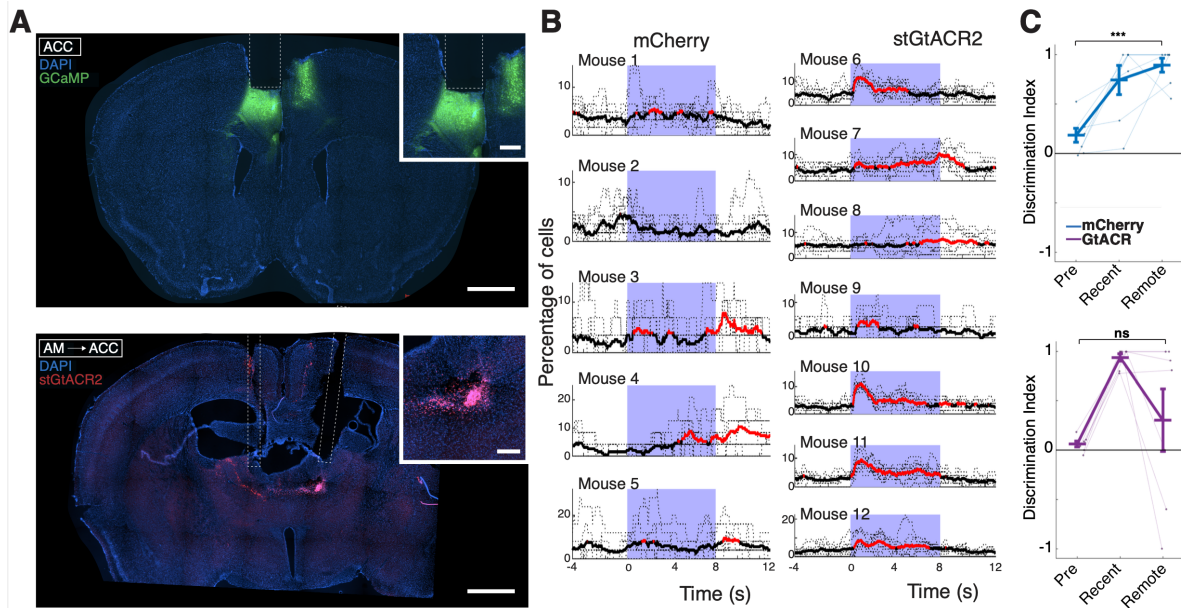 A
ACC
DAPI
GCaMP
AM → ACC
DAPI
stGtACR2
B
mCherry
stGtACR2
Percentage of cells
Mouse 1
10
0
Mouse 2
10
0
Mouse 3
10
0
Mouse 4
20
10
0
Mouse 5
20
10
0
-4 0 4 8 12
Time (s)
Mouse 6
10
0
Mouse 7
10
0
Mouse 8
10
0
Mouse 9
10
0
Mouse 10
10
0
Mouse 11
10
0
Mouse 12
20
10
0
-4 0 4 8 12
Time (s)
C
***
Discrimination Index
1
0
-1
mCherry
GtACR
Pre
Recent
Remote
ns
Discrimination Index
1
0
-1
Pre
Recent
Remote